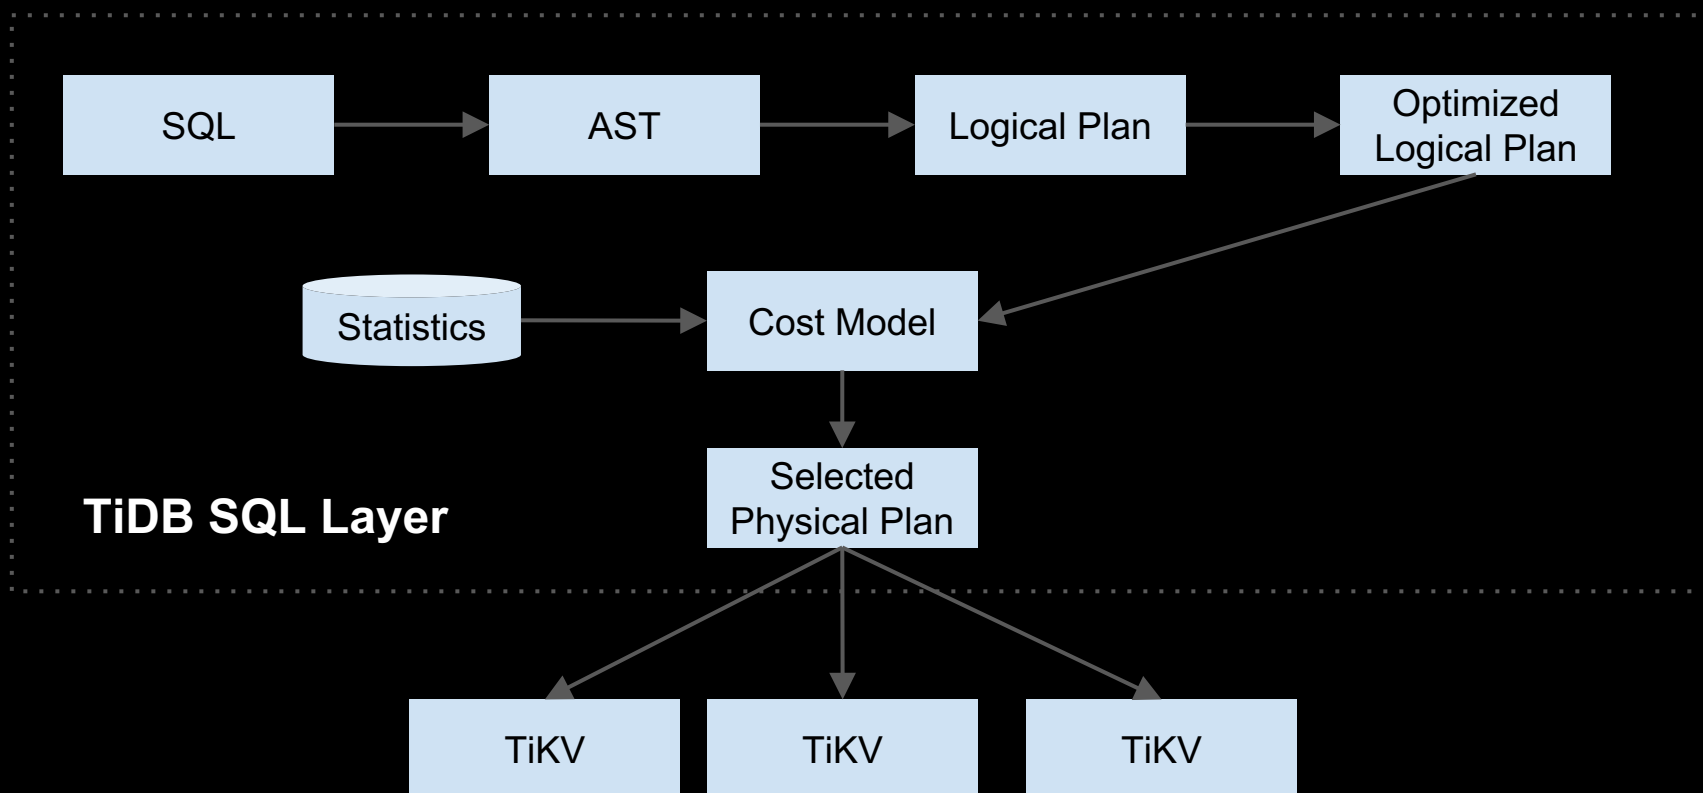 SQL
AST
Logical Plan
Optimized
Logical Plan
Statistics
Cost Model
Selected
Physical Plan
TiDB SQL Layer
TiKV
TiKV
TiKV